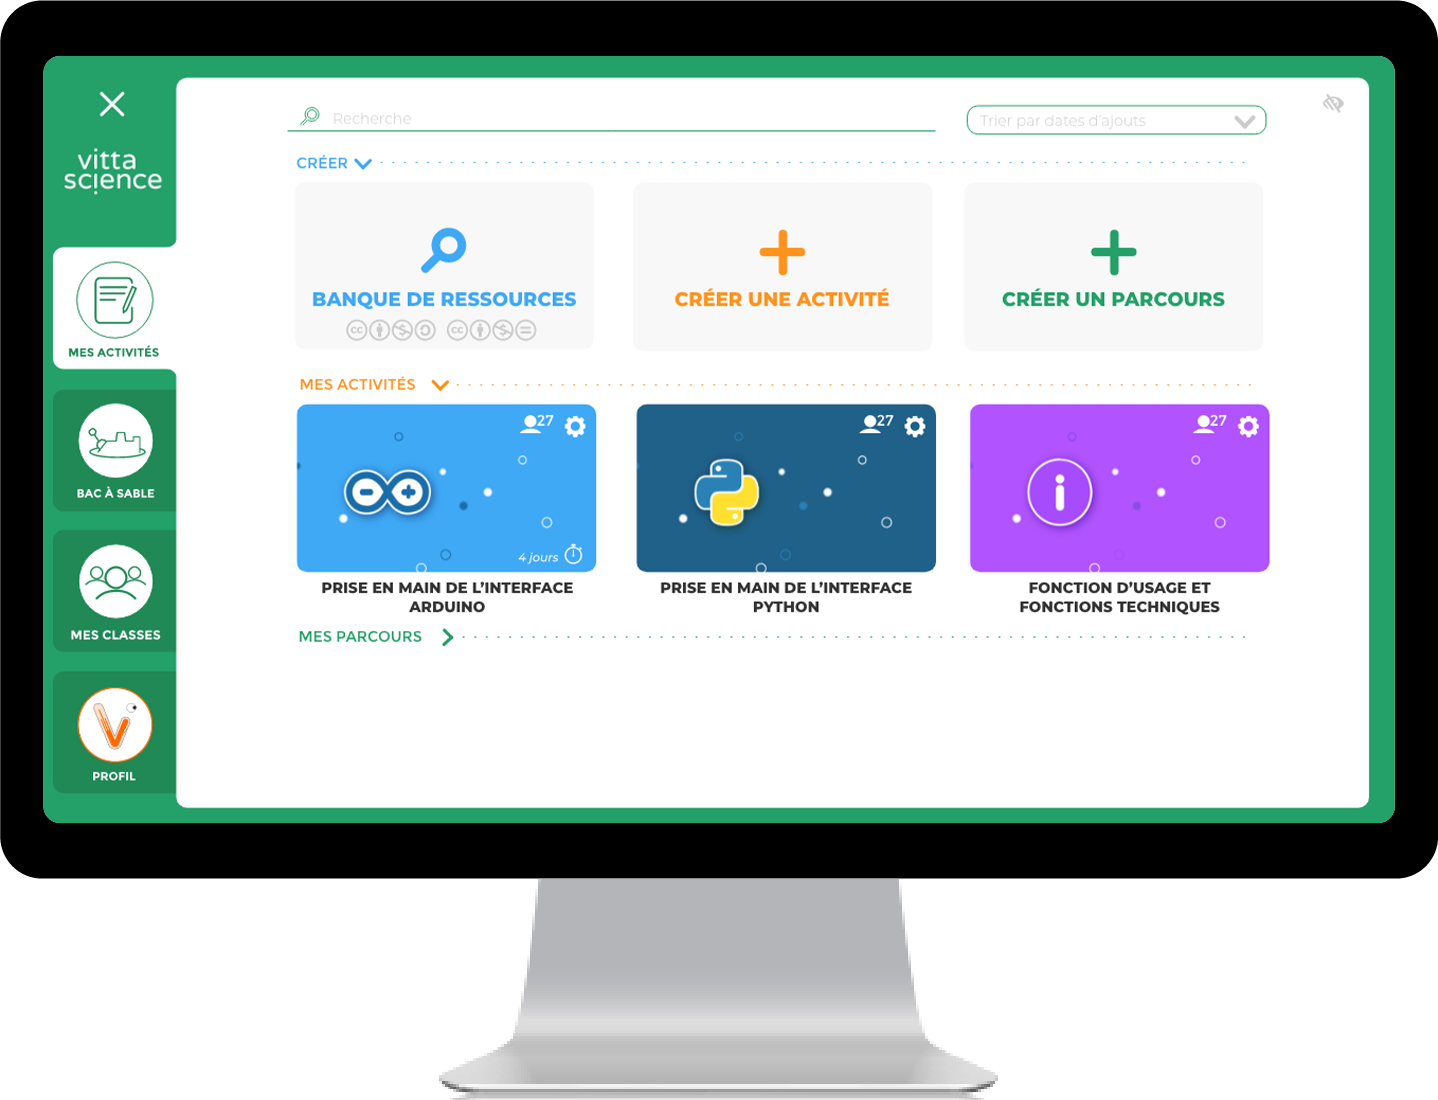 vitta
science
Recherche
Trier par dates d'ajouts
CRÉER
BANQUE DE RESSOURCES
cc cc
CRÉER UNE ACTIVITÉ
CRÉER UN PARCOURS
MES ACTIVITÉS
BAC À SABLE
MES CLASSES
PROFIL
MES ACTIVITÉS
27
4 jours
PRISE EN MAIN DE L'INTERFACE
ARDUINO
27
PRISE EN MAIN DE L'INTERFACE
PYTHON
27
i
FONCTION D'USAGE ET
FONCTIONS TECHNIQUES
MES PARCOURS